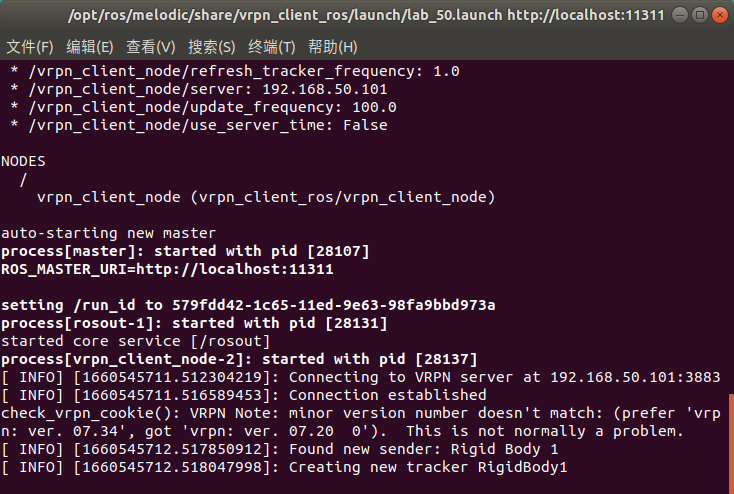 /opt/ros/melodic/share/vrpn_client_ros/launch/lab_50.launch http://localhost:11311
文件(F) 编辑(E) 查看(V) 搜索(S) 终端(T) 帮助(H)
* /vrpn_client_node/refresh_tracker_frequency: 1.0
* /vrpn_client_node/server: 192.168.50.101
* /vrpn_client_node/update_frequency: 100.0
* /vrpn_client_node/use_server_time: False
NODES
/
vrpn_client_node (vrpn_client_ros/vrpn_client_node)
auto-starting new master
process[master]: started with pid [28107]
ROS_MASTER_URI=http://localhost:11311
setting /run_id to 579fdd42-1c65-11ed-9e63-98fa9bbd973a
process[rosout-1]: started with pid [28131]
started core service [/rosout]
process[vrpn_client_node-2]: started with pid [28137]
[ INFO] [1660545711.512304219]: Connecting to VRPN server at 192.168.50.101:3883
[ INFO] [1660545711.516589453]: Connection established
check_vrpn_cookie(): VRPN Note: minor version number doesn't match: (prefer 'vrp
n: ver. 07.34', got 'vrpn: ver. 07.20  0').  This is not normally a problem.
[ INFO] [1660545712.517850912]: Found new sender: Rigid Body 1
[ INFO] [1660545712.518047998]: Creating new tracker RigidBody1